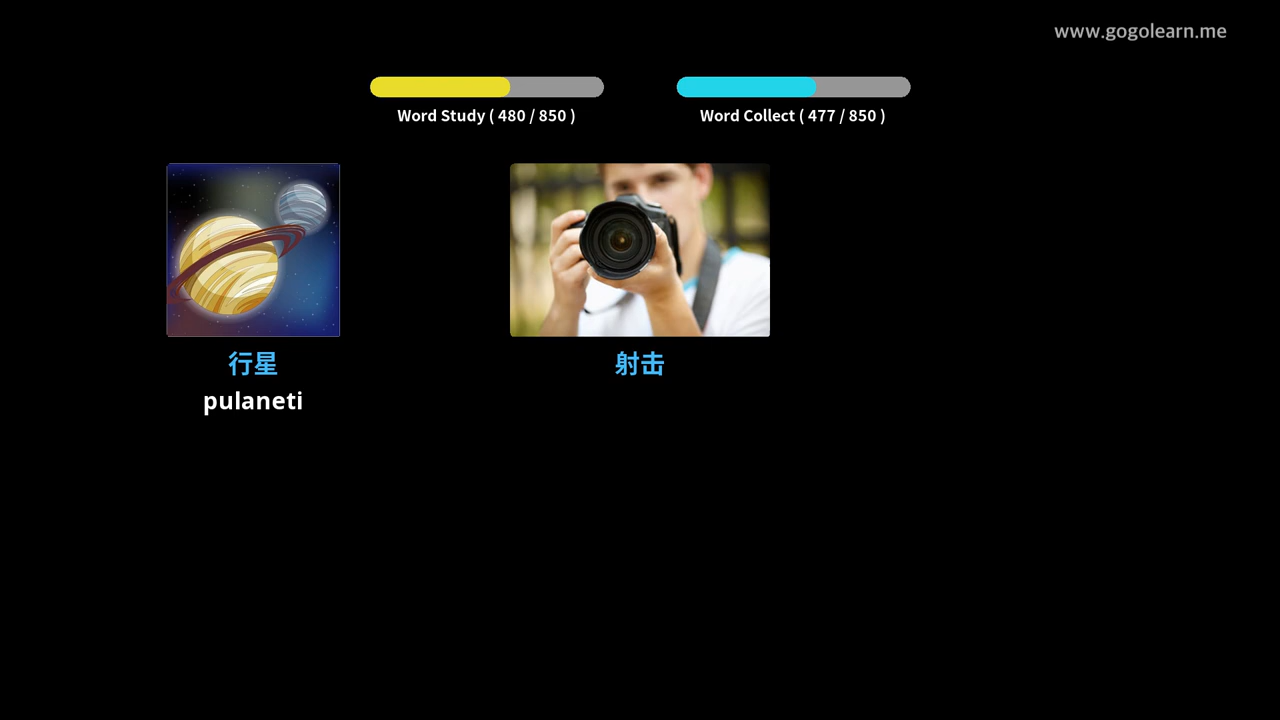 www.gogolearn.me
Word Study ( 480 / 850 )
Word Collect ( 477 / 850 )
行星
pulaneti
射击